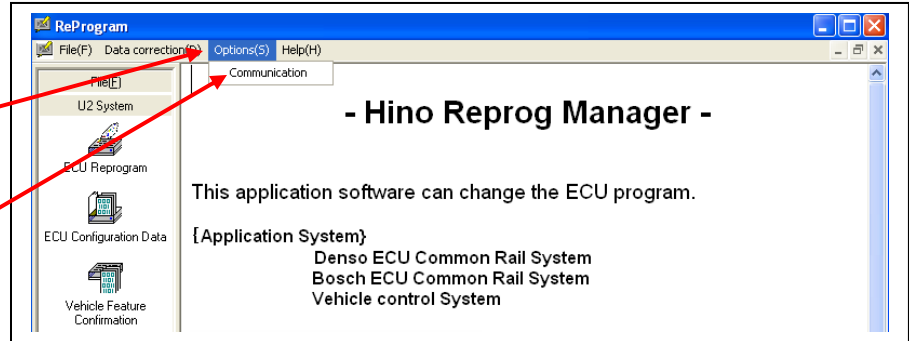 ReProgram
File(F) Data correction(D) Options(S) Help(H)
Communication
File(F)
U2 System
ECU Reprogram
ECU Configuration Data
Vehicle Feature
Confirmation
- Hino Reprog Manager -
This application software can change the ECU program.
{Application System}
Denso ECU Common Rail System
Bosch ECU Common Rail System
Vehicle control System